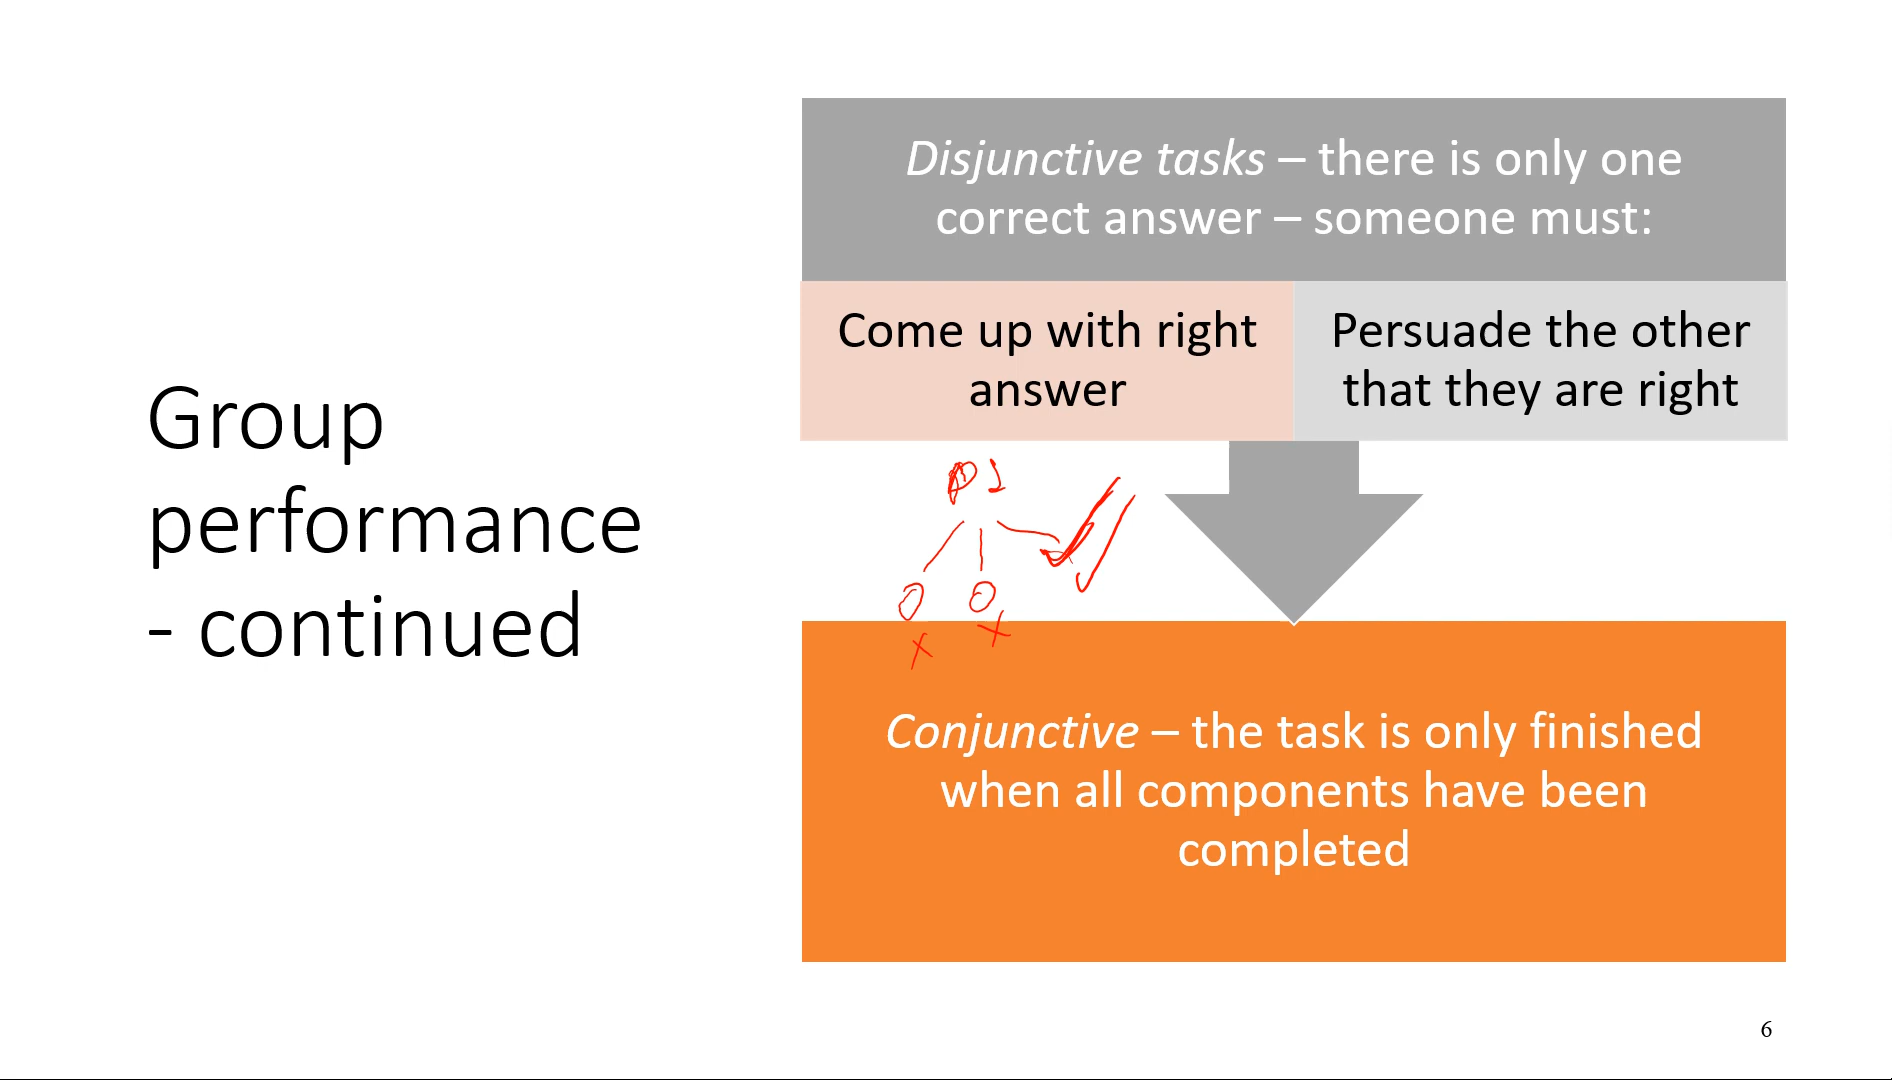 Group
performance
- continued
Disjunctive tasks – there is only one
correct answer – someone must:
Come up with right
answer
Persuade the other
that they are right
Conjunctive – the task is only finished
when all components have been
completed
6